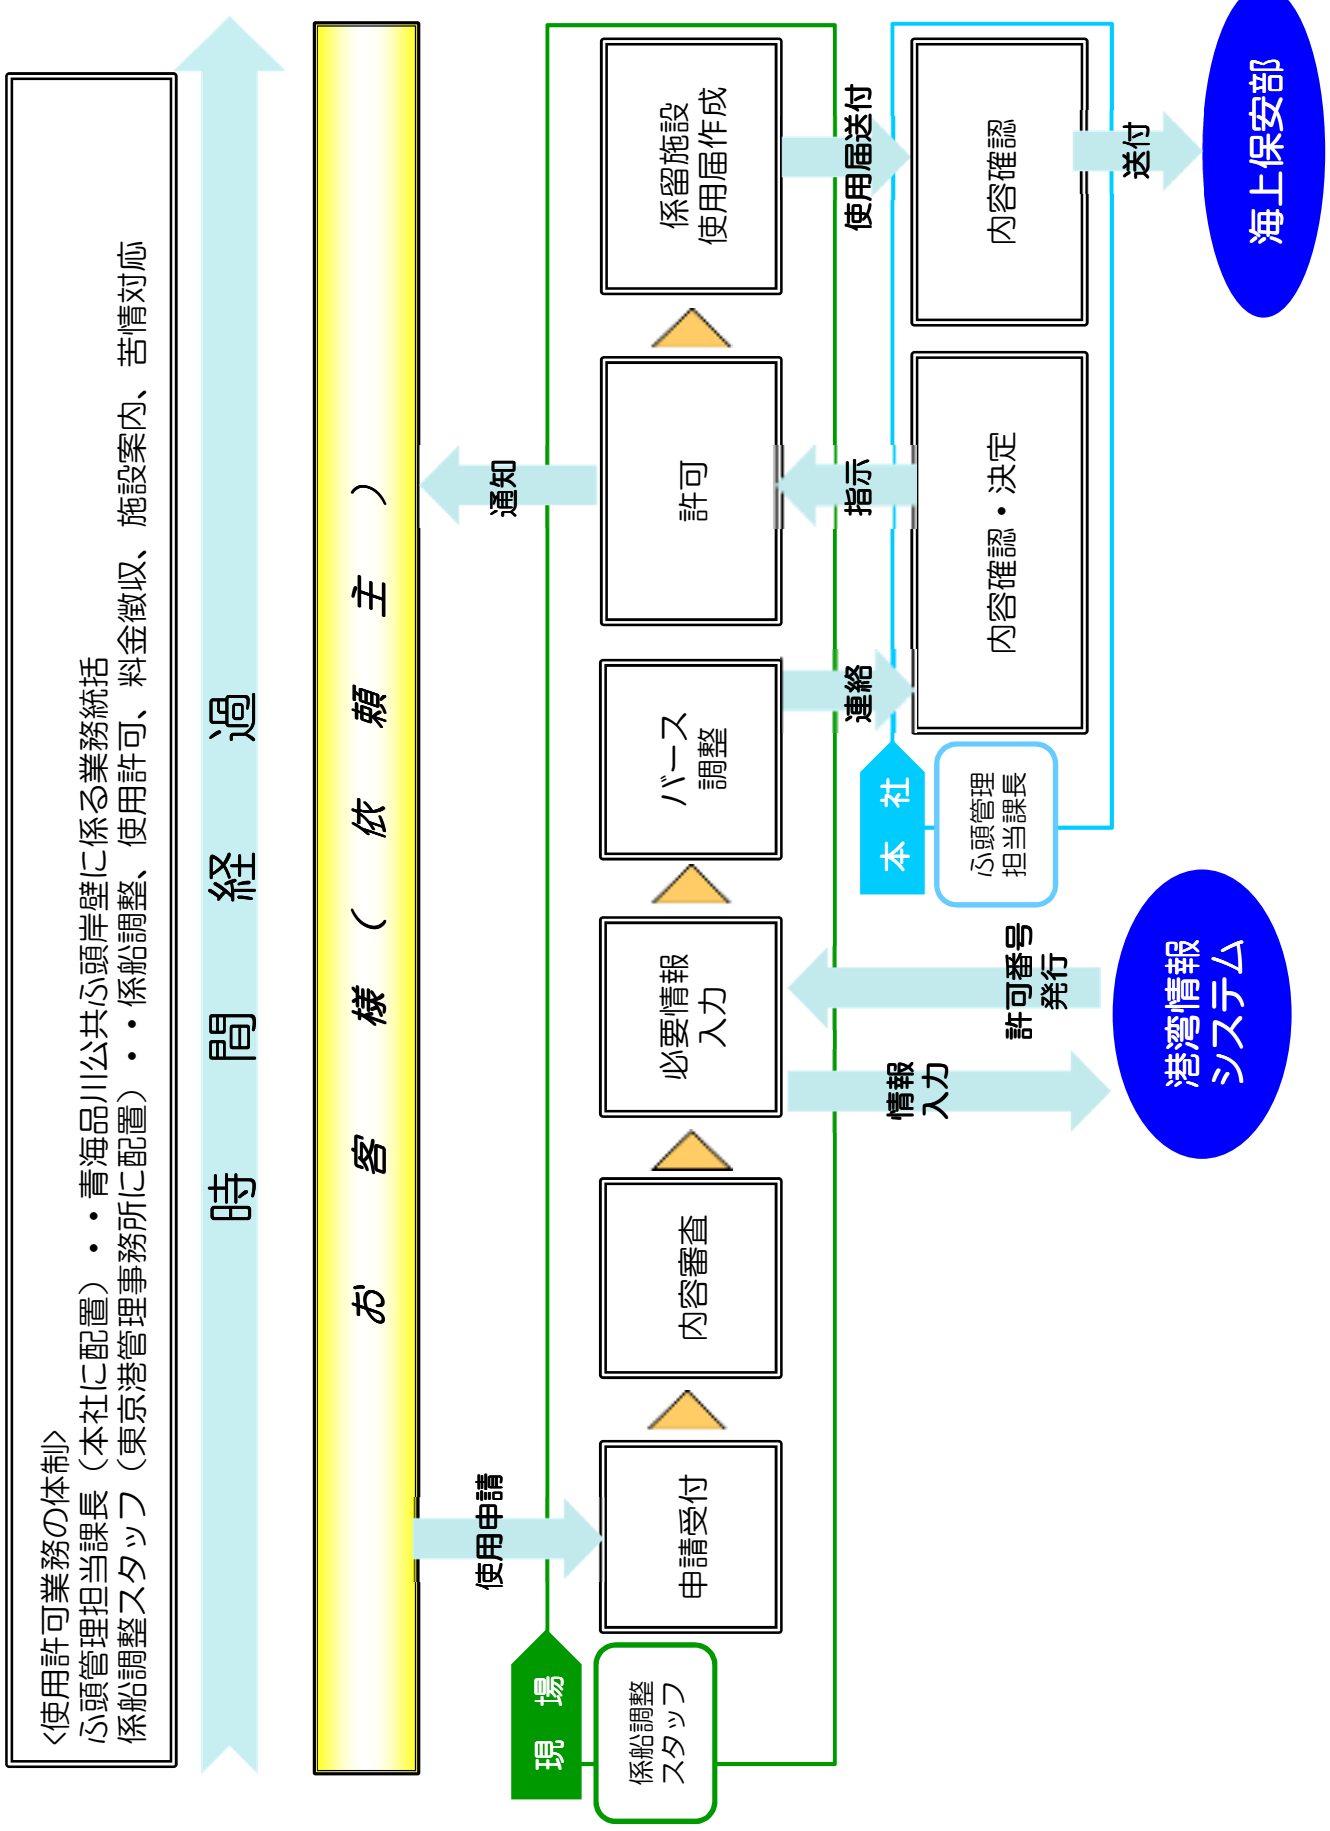 <使用許可業務の体制>
ふ頭管理担当課長（本社に配置）・・青海品川公共ふ頭岸壁に係る業務統括
係船調整スタッフ（東京港管理事務所に配置）・・係船調整、使用許可、料金徴収、施設案内、苦情対応
時間経過
お客様（依頼主）
使用申請
通知
現場
係船調整
スタッフ
申請受付
内容審査
必要情報
入力
バース
調整
許可
係留施設
使用届作成
情報
入力
許可番号
発行
連絡
指示
使用届送付
本社
ふ頭管理
担当課長
内容確認・決定
内容確認
送付
港湾情報
システム
海上保安部